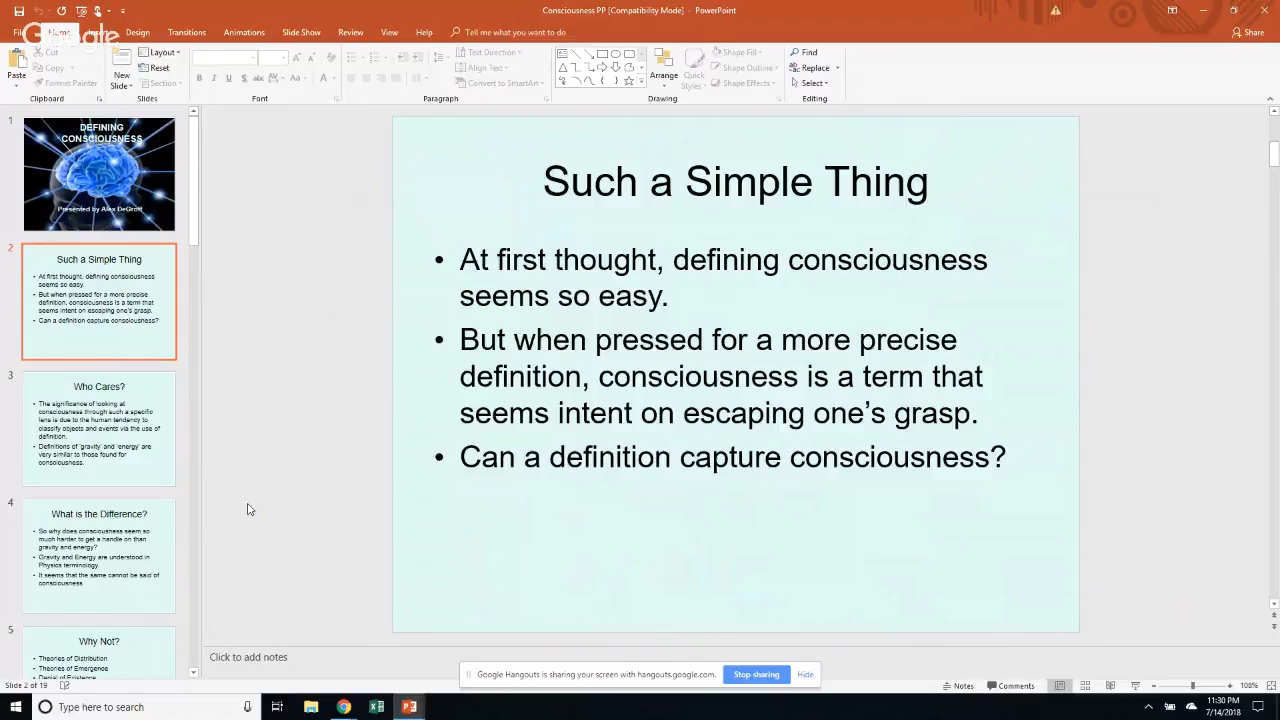 Consciousness PP [Compatibility Mode] - PowerPoint
Google
File Home Insert Design Transitions Animations Slide Show Review View Help Tell me what you want to do Share
Paste Cut Copy Format Painter Clipboard
New Slide Layout Reset Section Slides
Font
Text Direction Align Text Convert to SmartArt Paragraph
Arrange Quick Styles Shape Fill Shape Outline Shape Effects Drawing
Find Replace Select Editing
1
DEFINING
CONSCIOUSNESS
Presented by Alex DeGroff
2
Such a Simple Thing
• At first thought, defining consciousness
seems so easy.
• But when pressed for a more precise
definition, consciousness is a term that
seems intent on escaping one's grasp.
• Can a definition capture consciousness?
3
Who Cares?
• The significance of looking at
consciousness through such a specific
lens is due to the human tendency to
classify objects and events via the use of
definition.
• Definitions of 'gravity' and 'energy' are
very similar to those found for
consciousness.
4
What is the Difference?
• So why does consciousness seem so
much harder to get a handle on than
gravity and energy?
• Gravity and Energy are understood in
Physics terminology.
• It seems that the same cannot be said of
consciousness
5
Why Not?
• Theories of Distribution
• Theories of Emergence
• Denial of Existence
Such a Simple Thing
• At first thought, defining consciousness
seems so easy.
• But when pressed for a more precise
definition, consciousness is a term that
seems intent on escaping one's grasp.
• Can a definition capture consciousness?
Click to add notes
Google Hangouts is sharing your screen with hangouts.google.com. Stop sharing Hide
Slide 2 of 19 Notes Comments 108%
Type here to search
11:30 PM
7/14/2018